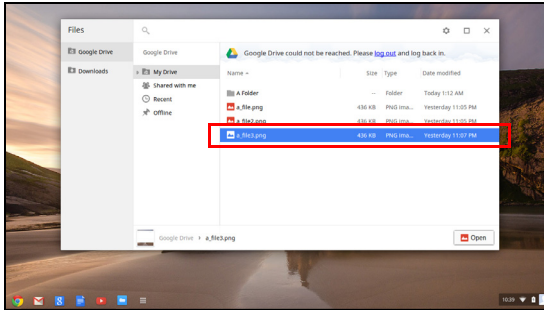 Files
Google Drive
Downloads
Google Drive
My Drive
Shared with me
Recent
Offline
Google Drive could not be reached. Please log out and log back in.
Name Size Type Date modified
A Folder -- Folder Today 1:12 AM
a_file.png 436 KB PNG ima... Yesterday 11:05 PM
a_file2.png 436 KB PNG ima... Yesterday 11:05 PM
a_file3.png 436 KB PNG ima... Yesterday 11:07 PM
Google Drive a_file3.png
Open
8
10:39